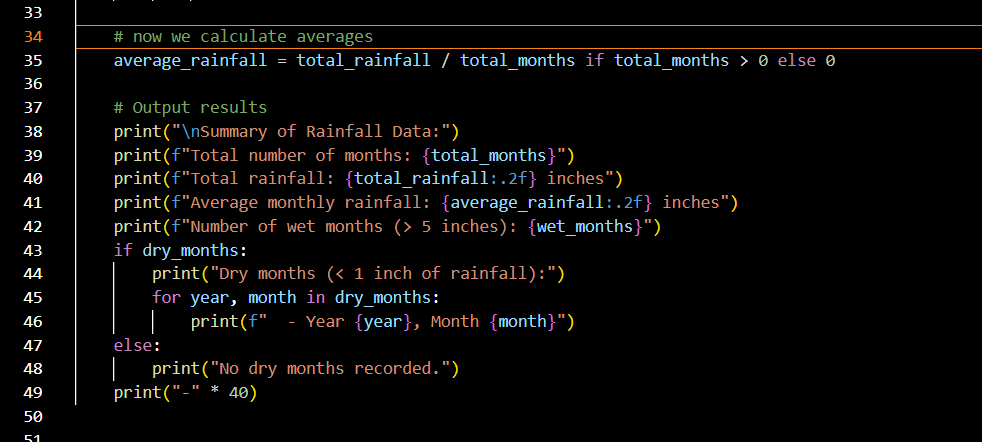 33
34 # now we calculate averages
35 average_rainfall = total_rainfall / total_months if total_months > 0 else 0
36
37 # Output results
38 print("\nSummary of Rainfall Data:")
39 print(f"Total number of months: {total_months}")
40 print(f"Total rainfall: {total_rainfall:.2f} inches")
41 print(f"Average monthly rainfall: {average_rainfall:.2f} inches")
42 print(f"Number of wet months (> 5 inches): {wet_months}")
43 if dry_months:
44     print("Dry months (< 1 inch of rainfall):")
45     for year, month in dry_months:
46         print(f"  - Year {year}, Month {month}")
47 else:
48     print("No dry months recorded.")
49 print("-" * 40)
50
51